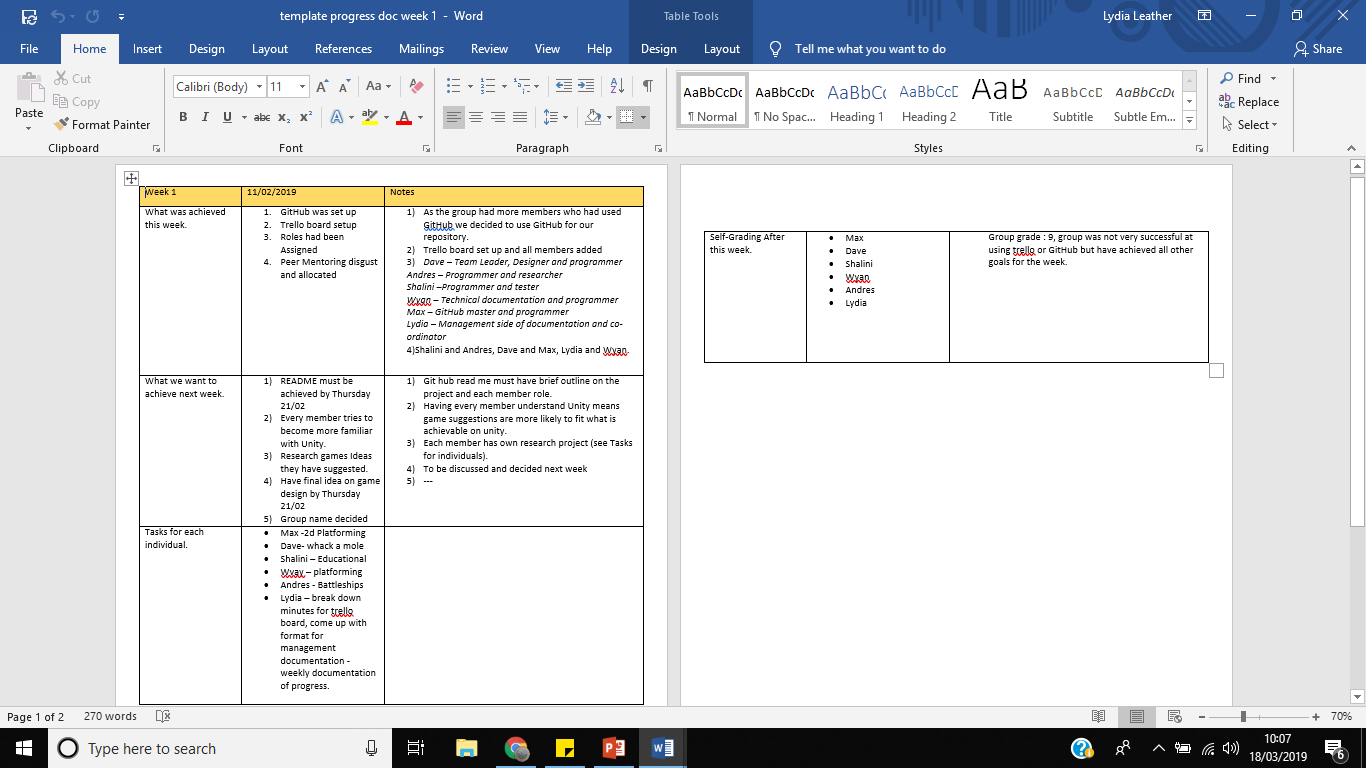 template progress doc week 1 - Word
Table Tools
Lydia Leather
File
Home
Insert
Design
Layout
References
Mailings
Review
View
Help
Design
Layout
Tell me what you want to do
Share
Paste
Cut
Copy
Format Painter
Clipboard
Calibri (Body)
11
Font
Paragraph
AaBbCcDc
¶ Normal
AaBbCcDc
¶ No Spac...
AaBbCc
Heading 1
AaBbCcD
Heading 2
AaB
Title
AaBbCcD
Subtitle
AaBbCcDc
Subtle Em...
Styles
Find
Replace
Select
Editing
Week 1
11/02/2019
Notes
What was achieved
this week.
1. GitHub was set up
2. Trello board setup
3. Roles had been
Assigned
4. Peer Mentoring disgust
and allocated
1) As the group had more members who had used
GitHub we decided to use GitHub for our
repository.
2) Trello board set up and all members added
3) Dave – Team Leader, Designer and programmer
Andres – Programmer and researcher
Shalini –Programmer and tester
Wyan – Technical documentation and programmer
Max – GitHub master and programmer
Lydia – Management side of documentation and co-
ordinator
4)Shalini and Andres, Dave and Max, Lydia and Wyan.
What we want to
achieve next week.
1) README must be
achieved by Thursday
21/02
2) Every member tries to
become more familiar
with Unity.
3) Research games Ideas
they have suggested.
4) Have final idea on game
design by Thursday
21/02
5) Group name decided
1) Git hub read me must have brief outline on the
project and each member role.
2) Having every member understand Unity means
game suggestions are more likely to fit what is
achievable on unity.
3) Each member has own research project (see Tasks
for individuals).
4) To be discussed and decided next week
5) ---
Tasks for each
individual.
• Max -2d Platforming
• Dave- whack a mole
• Shalini – Educational
• Wyay – platforming
• Andres - Battleships
• Lydia – break down
minutes for trello
board, come up with
format for
management
documentation -
weekly documentation
of progress.
Self-Grading After
this week.
• Max
• Dave
• Shalini
• Wyan
• Andres
• Lydia
Group grade : 9, group was not very successful at
using trello or GitHub but have achieved all other
goals for the week.
Page 1 of 2
270 words
70%
Type here to search
10:07
18/03/2019
6